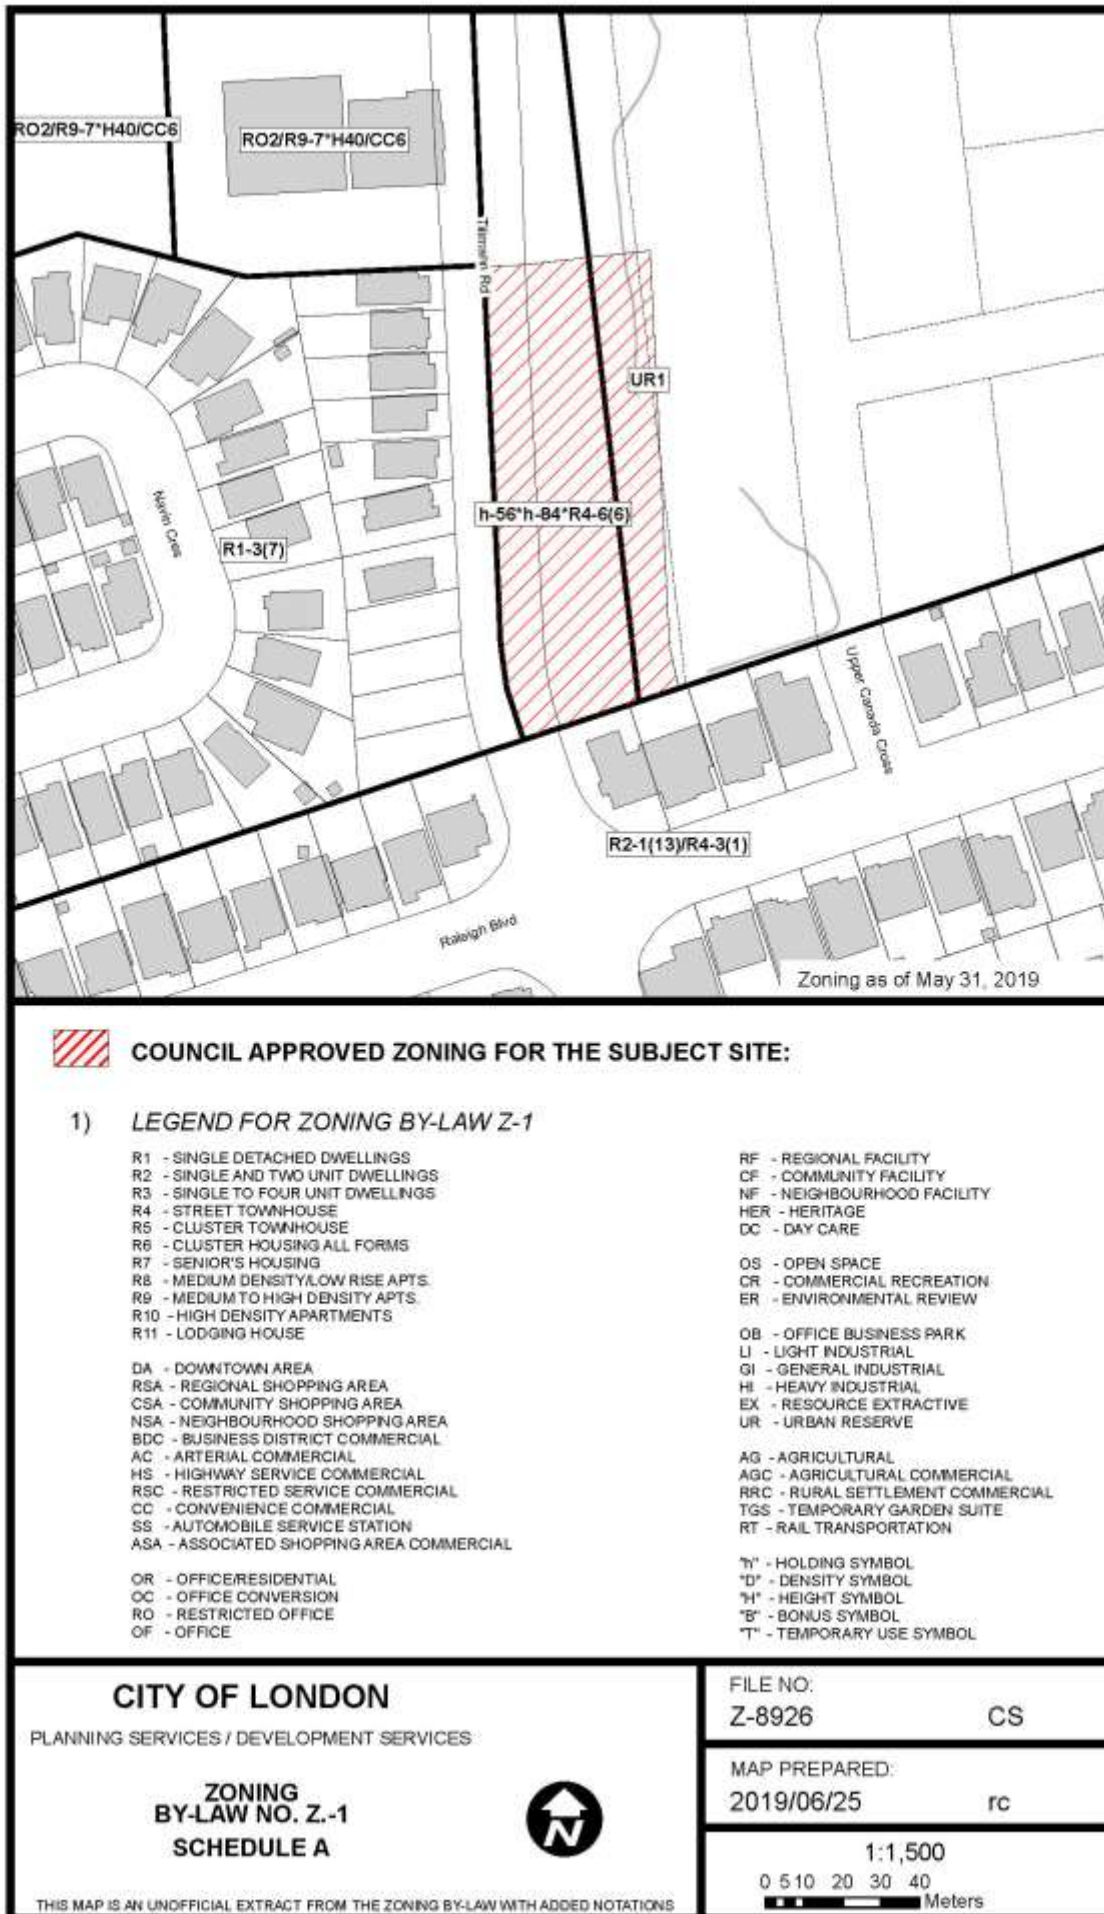 RO2/R9-7*H40/CC6
RO2/R9-7*H40/CC6
Tillmann Rd
UR1
h-56*h-84*R4-6(6)
Navin Cres
R1-3(7)
Upper Canada Cross
R2-1(13)/R4-3(1)
Raleigh Blvd
Zoning as of May 31, 2019
COUNCIL APPROVED ZONING FOR THE SUBJECT SITE:
1) LEGEND FOR ZONING BY-LAW Z-1
R1 - SINGLE DETACHED DWELLINGS
R2 - SINGLE AND TWO UNIT DWELLINGS
R3 - SINGLE TO FOUR UNIT DWELLINGS
R4 - STREET TOWNHOUSE
R5 - CLUSTER TOWNHOUSE
R6 - CLUSTER HOUSING ALL FORMS
R7 - SENIOR'S HOUSING
R8 - MEDIUM DENSITY/LOW RISE APTS.
R9 - MEDIUM TO HIGH DENSITY APTS.
R10 - HIGH DENSITY APARTMENTS
R11 - LODGING HOUSE
DA - DOWNTOWN AREA
RSA - REGIONAL SHOPPING AREA
CSA - COMMUNITY SHOPPING AREA
NSA - NEIGHBOURHOOD SHOPPING AREA
BDC - BUSINESS DISTRICT COMMERCIAL
AC - ARTERIAL COMMERCIAL
HS - HIGHWAY SERVICE COMMERCIAL
RSC - RESTRICTED SERVICE COMMERCIAL
CC - CONVENIENCE COMMERCIAL
SS - AUTOMOBILE SERVICE STATION
ASA - ASSOCIATED SHOPPING AREA COMMERCIAL
OR - OFFICE/RESIDENTIAL
OC - OFFICE CONVERSION
RO - RESTRICTED OFFICE
OF - OFFICE
RF - REGIONAL FACILITY
CF - COMMUNITY FACILITY
NF - NEIGHBOURHOOD FACILITY
HER - HERITAGE
DC - DAY CARE
OS - OPEN SPACE
CR - COMMERCIAL RECREATION
ER - ENVIRONMENTAL REVIEW
OB - OFFICE BUSINESS PARK
LI - LIGHT INDUSTRIAL
GI - GENERAL INDUSTRIAL
HI - HEAVY INDUSTRIAL
EX - RESOURCE EXTRACTIVE
UR - URBAN RESERVE
AG - AGRICULTURAL
AGC - AGRICULTURAL COMMERCIAL
RRC - RURAL SETTLEMENT COMMERCIAL
TGS - TEMPORARY GARDEN SUITE
RT - RAIL TRANSPORTATION
"h" - HOLDING SYMBOL
"D" - DENSITY SYMBOL
"H" - HEIGHT SYMBOL
"B" - BONUS SYMBOL
"T" - TEMPORARY USE SYMBOL
CITY OF LONDON
PLANNING SERVICES / DEVELOPMENT SERVICES
ZONING
BY-LAW NO. Z.-1
SCHEDULE A
N
THIS MAP IS AN UNOFFICIAL EXTRACT FROM THE ZONING BY-LAW WITH ADDED NOTATIONS
FILE NO:
Z-8926 CS
MAP PREPARED:
2019/06/25 rc
1:1,500
0 5 10 20 30 40
Meters